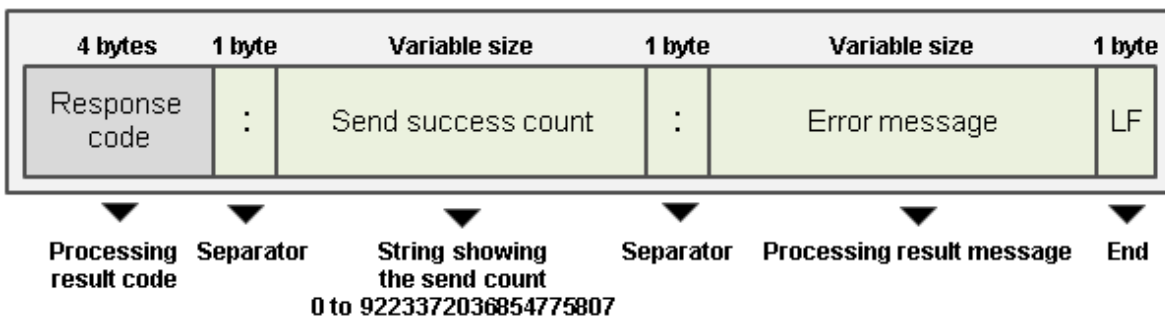 4 bytes 1 byte Variable size 1 byte Variable size 1 byte
Response
code
: Send success count : Error message LF
Processing
result code
Separator
String showing
the send count
0 to 9223372036854775807
Separator
Processing result message
End